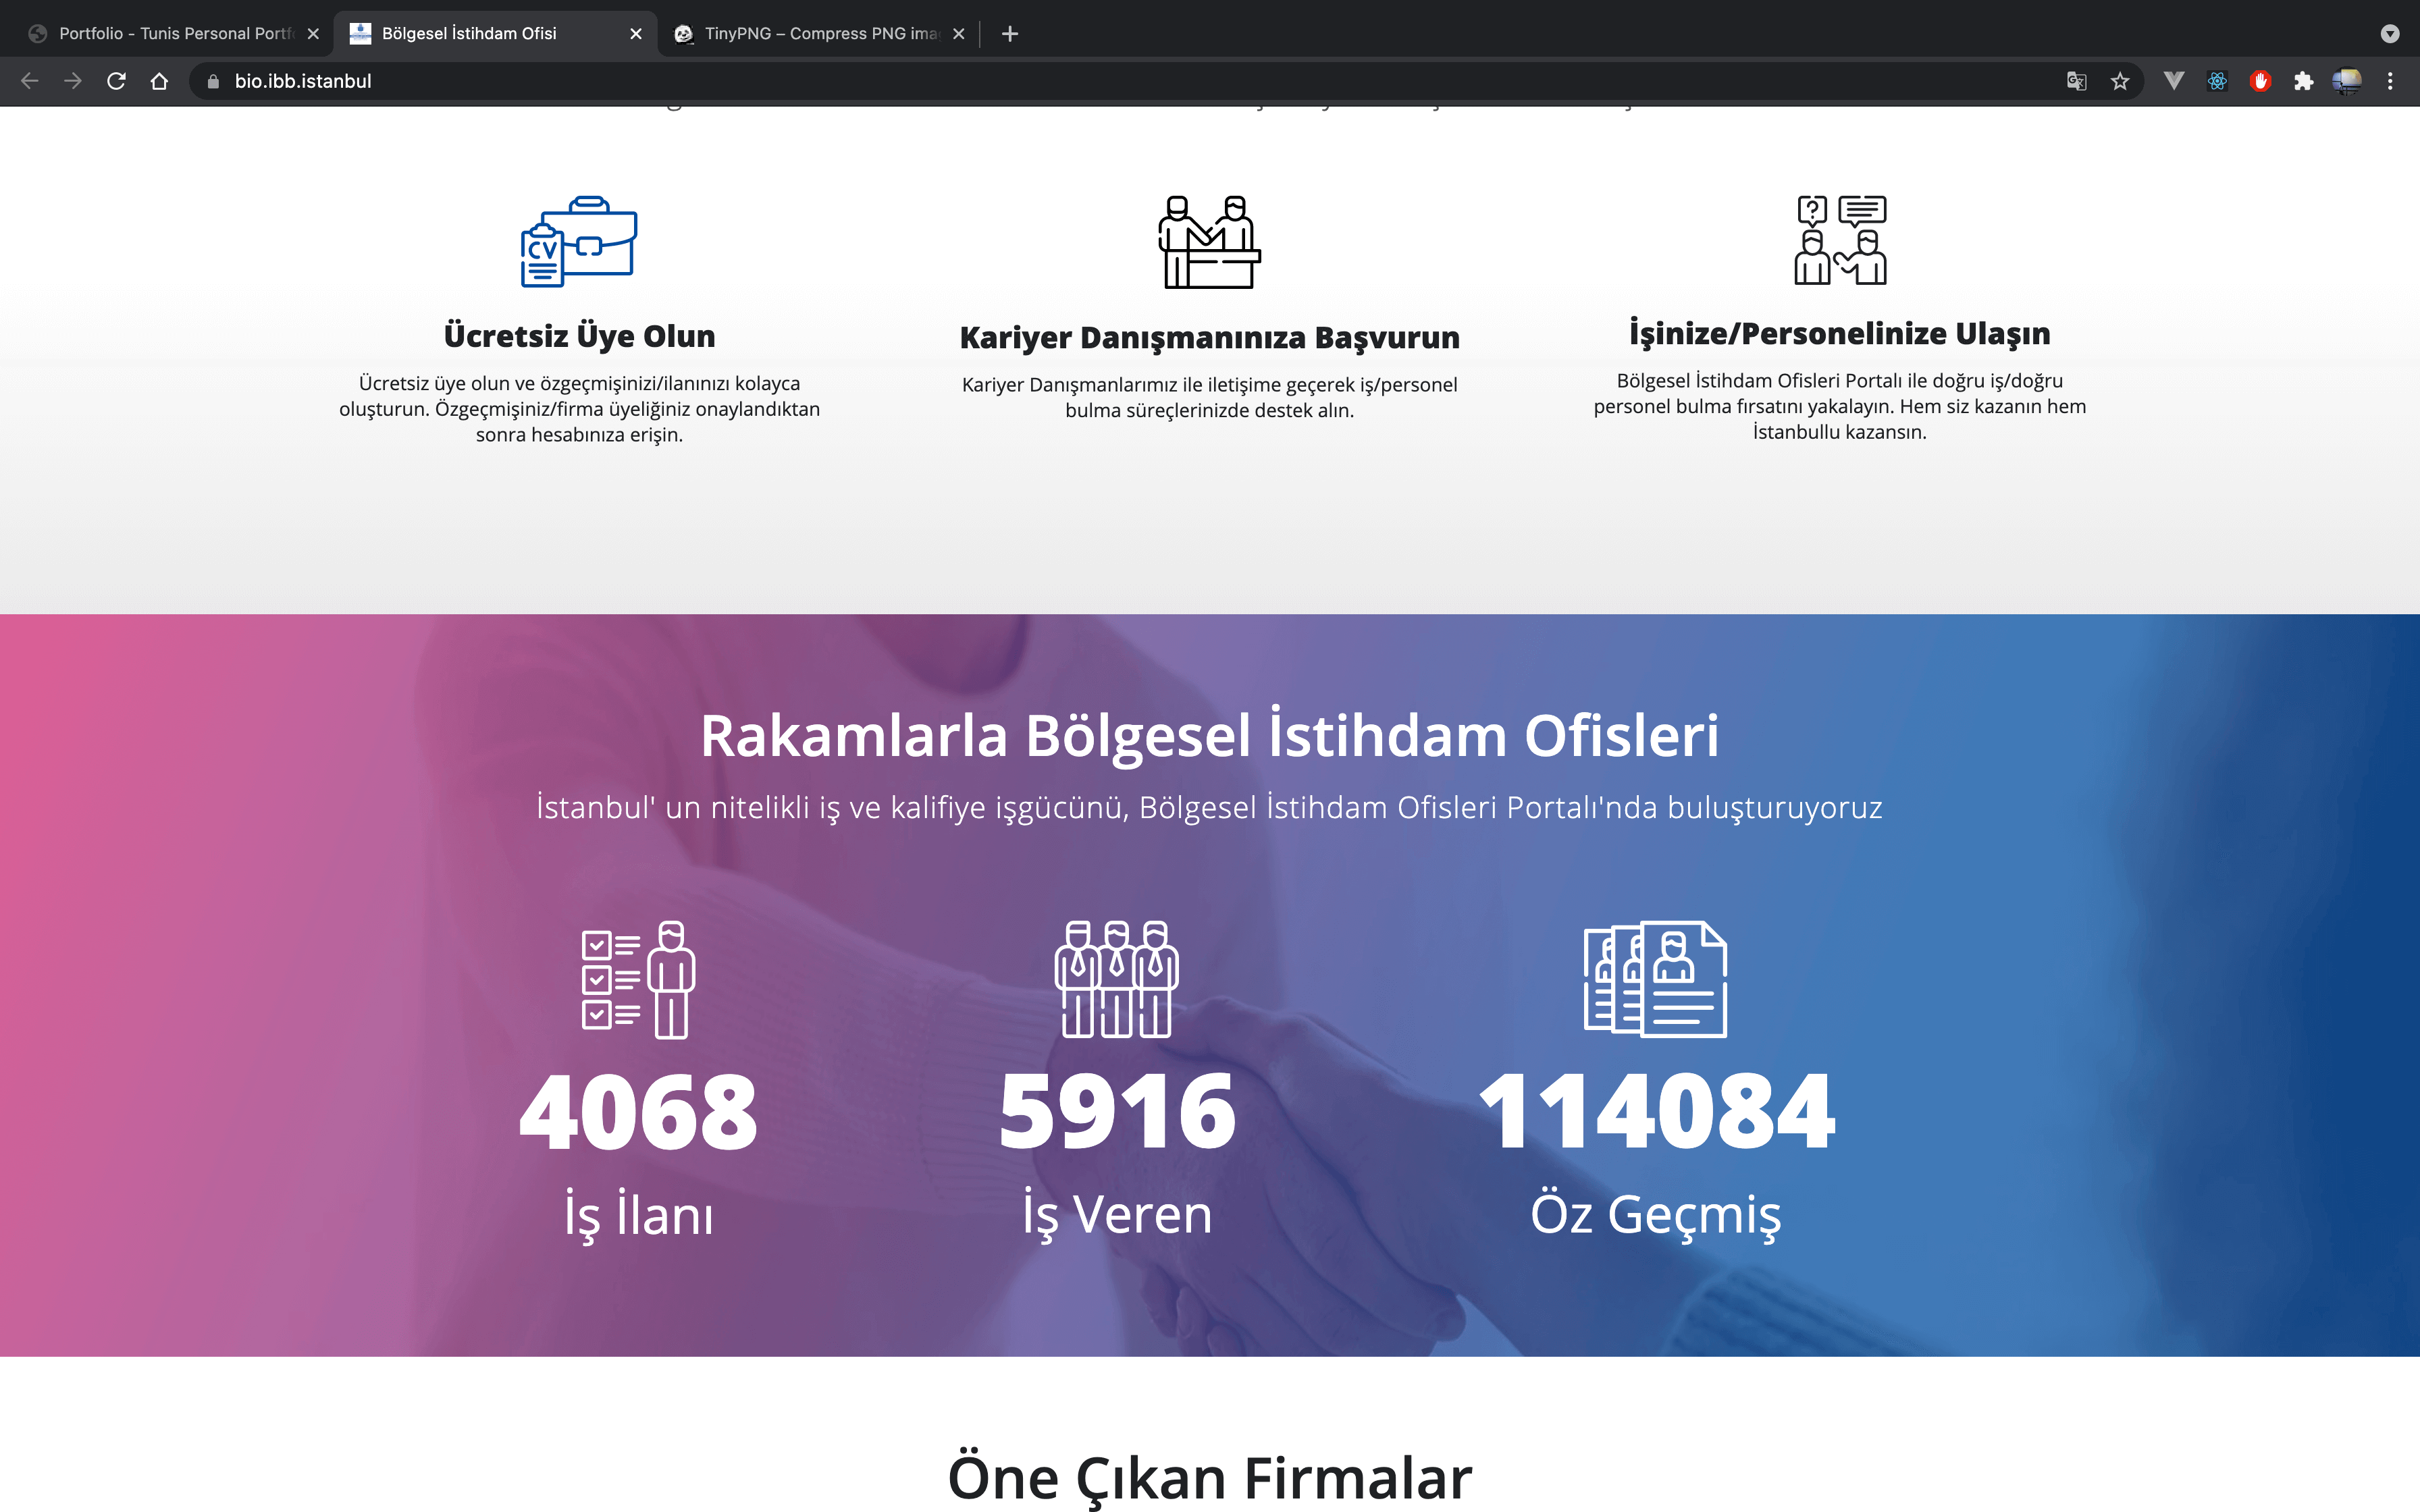 Portfolio - Tunis Personal Portf
Bölgesel İstihdam Ofisi
TinyPNG – Compress PNG ima
bio.ibb.istanbul
CV
?
Ücretsiz Üye Olun
Ücretsiz üye olun ve özgeçmişinizi/ilanınızı kolayca
oluşturun. Özgeçmişiniz/firma üyeliğiniz onaylandıktan
sonra hesabınıza erişin.
Kariyer Danışmanınıza Başvurun
Kariyer Danışmanlarımız ile iletişime geçerek iş/personel
bulma süreçlerinizde destek alın.
İşinize/Personelinize Ulaşın
Bölgesel İstihdam Ofisleri Portalı ile doğru iş/doğru
personel bulma fırsatını yakalayın. Hem siz kazanın hem
İstanbullu kazansın.
Rakamlarla Bölgesel İstihdam Ofisleri
İstanbul' un nitelikli iş ve kalifiye işgücünü, Bölgesel İstihdam Ofisleri Portalı'nda buluşturuyoruz
4068
İş İlanı
5916
İş Veren
114084
Öz Geçmiş
Öne Çıkan Firmalar